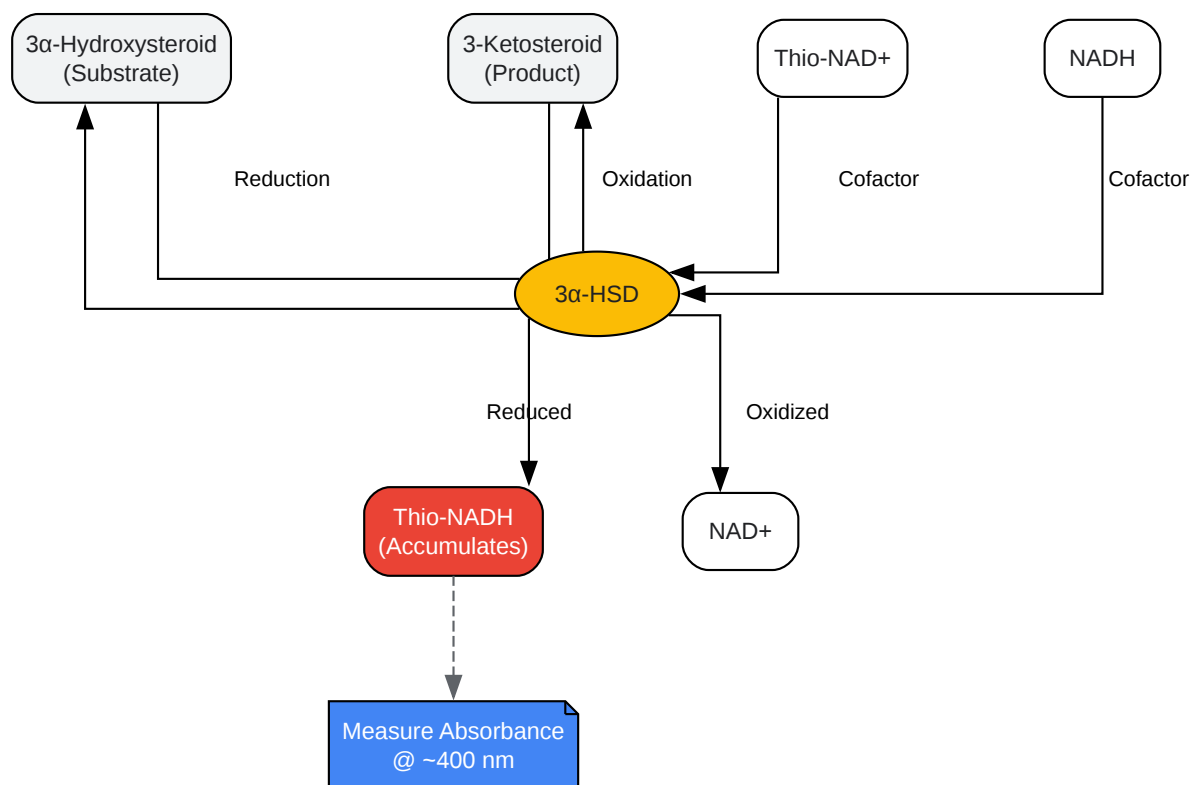 3α-Hydroxysteroid
(Substrate)
3-Ketosteroid
(Product)
Thio-NAD+
NADH
Reduction
Oxidation
Cofactor
Cofactor
3α-HSD
Reduced
Oxidized
Thio-NADH
(Accumulates)
NAD+
Measure Absorbance
@ ~400 nm